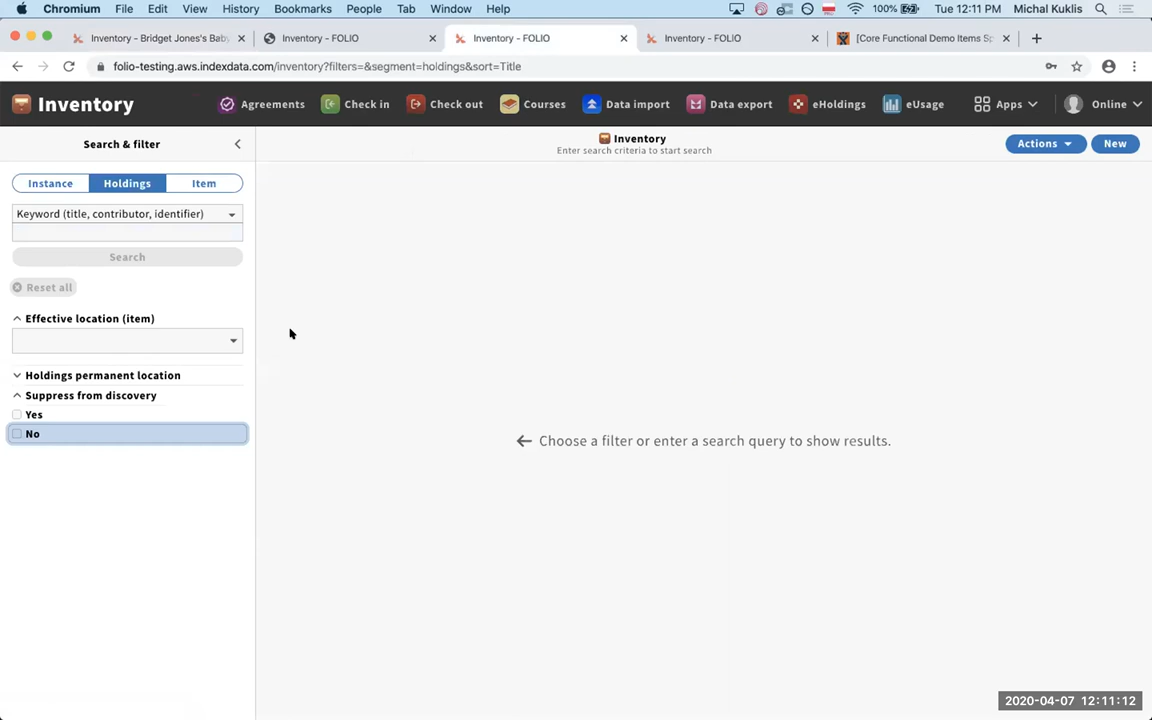 Chromium File Edit View History Bookmarks People Tab Window Help 100% Tue 12:11 PM Michal Kuklis
Inventory - Bridget Jones's Baby Inventory - FOLIO Inventory - FOLIO Inventory - FOLIO [Core Functional Demo Items Sp
folio-testing.aws.indexdata.com/inventory?filters=&segment=holdings&sort=Title
Inventory Agreements Check in Check out Courses Data import Data export eHoldings eUsage Apps Online
Search & filter
Inventory
Enter search criteria to start search
Actions New
Instance Holdings Item
Keyword (title, contributor, identifier)
Search
Reset all
Effective location (item)
Holdings permanent location
Suppress from discovery
Yes
No
Choose a filter or enter a search query to show results.
2020-04-07 12:11:12